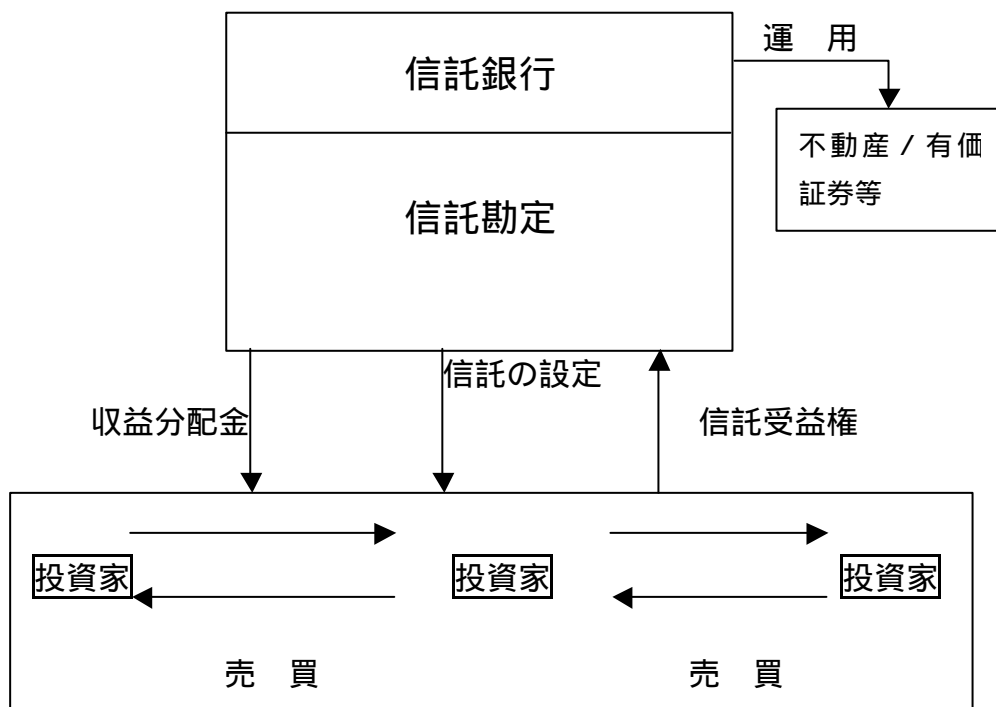 運　用
信託銀行
不動産 / 有価
証券等
信託勘定
信託の設定
収益分配金
信託受益権
投資家
投資家
投資家
売　買
売　買